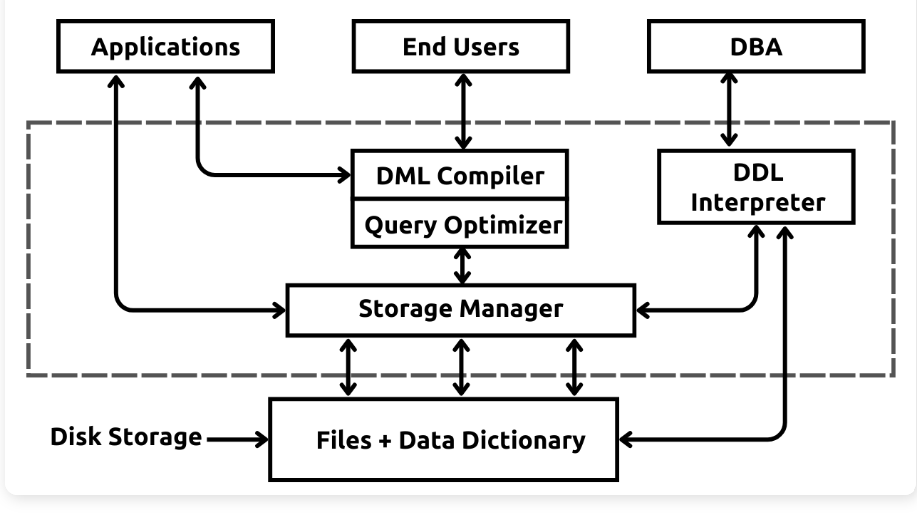 Applications
End Users
DBA
DML Compiler
Query Optimizer
DDL
Interpreter
Storage Manager
Disk Storage
Files + Data Dictionary